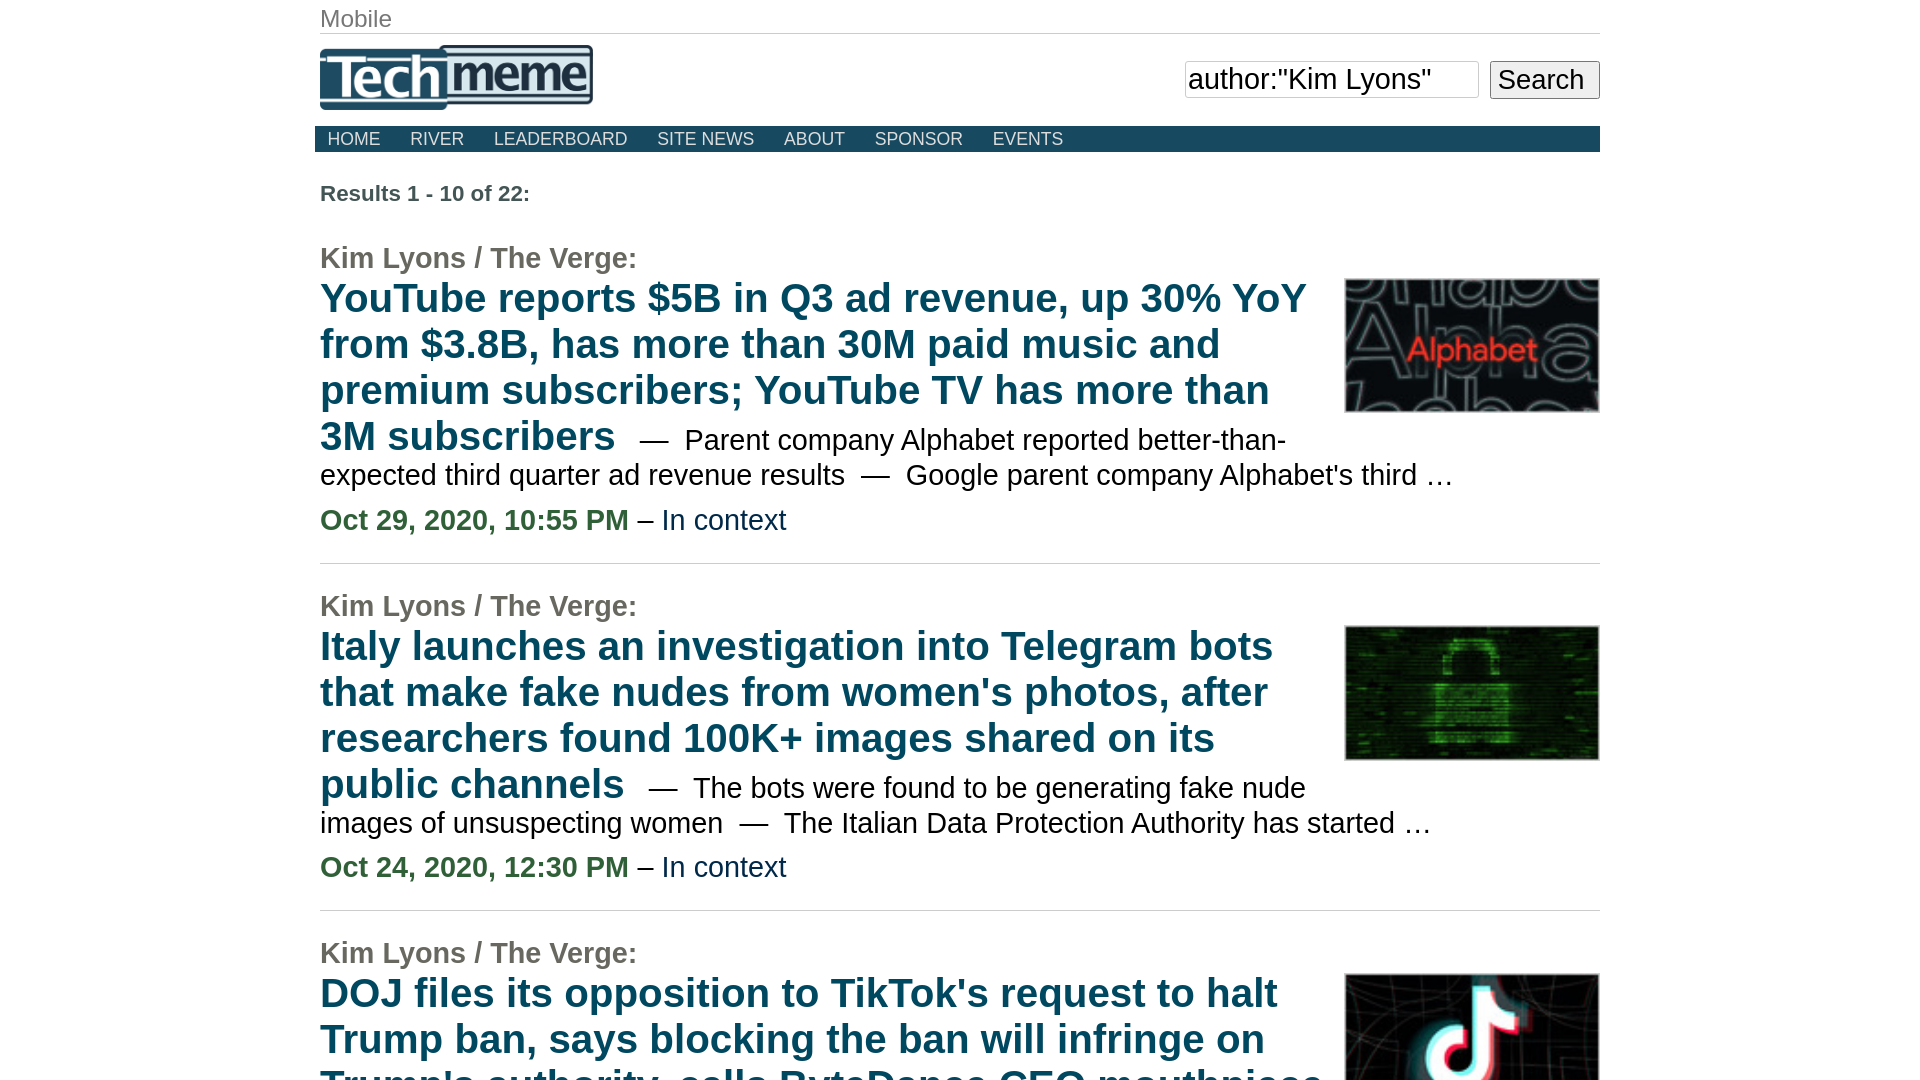 Mobile
Techmeme
author:"Kim Lyons"
Search
HOME RIVER LEADERBOARD SITE NEWS ABOUT SPONSOR EVENTS
Results 1 - 10 of 22:
Kim Lyons / The Verge:
YouTube reports $5B in Q3 ad revenue, up 30% YoY
from $3.8B, has more than 30M paid music and
premium subscribers; YouTube TV has more than
3M subscribers — Parent company Alphabet reported better-than-
expected third quarter ad revenue results — Google parent company Alphabet's third …
Alphabet
Oct 29, 2020, 10:55 PM – In context
Kim Lyons / The Verge:
Italy launches an investigation into Telegram bots
that make fake nudes from women's photos, after
researchers found 100K+ images shared on its
public channels — The bots were found to be generating fake nude
images of unsuspecting women — The Italian Data Protection Authority has started …
Oct 24, 2020, 12:30 PM – In context
Kim Lyons / The Verge:
DOJ files its opposition to TikTok's request to halt
Trump ban, says blocking the ban will infringe on
Trump's authority, calls ByteDance CEO mouthpiece